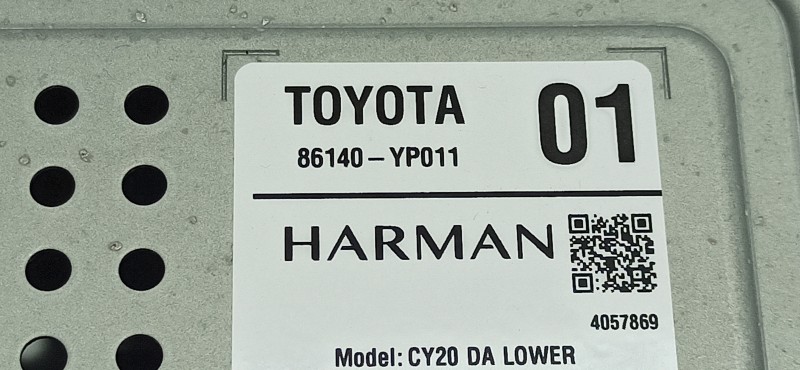 TOYOTA 01
86140-YP011
HARMAN
4057869
Model: CY20 DA LOWER